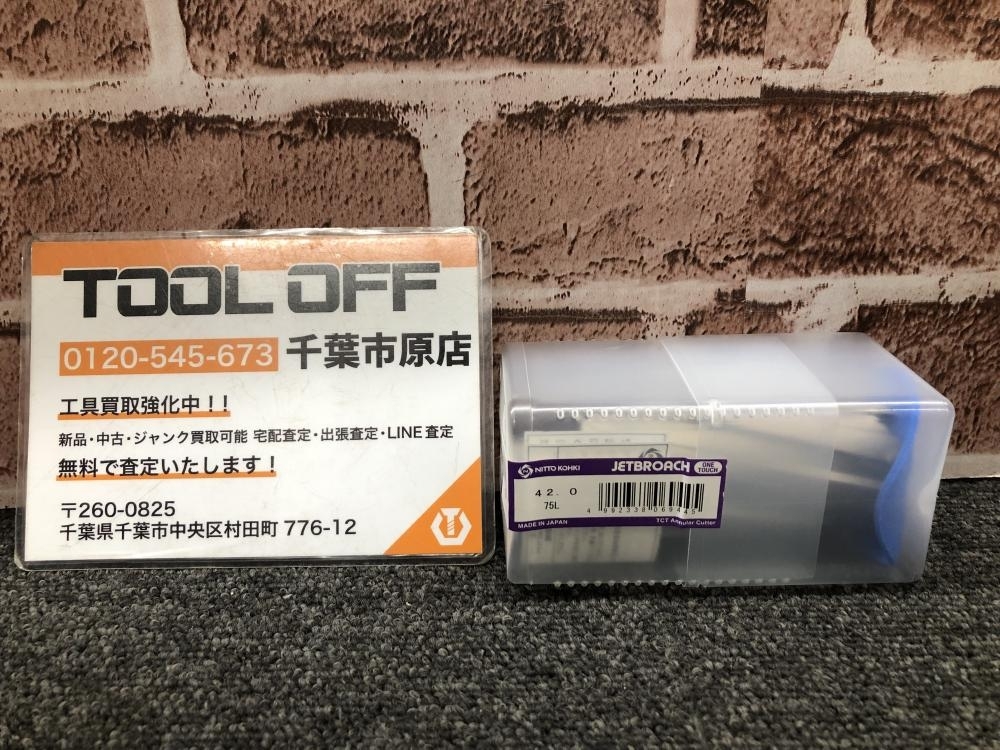 TOOL OFF
0120-545-673 千葉市原店
工具買取強化中!!
新品・中古・ジャンク買取可能 宅配査定・出張査定・LINE査定
無料で査定いたします!
〒260-0825
千葉県千葉市中央区村田町 776-12
NITTO KOHKI JETBROACH ONE TOUCH
42.0
75L
4 992338 069445
MADE IN JAPAN TCT Annular Cutter